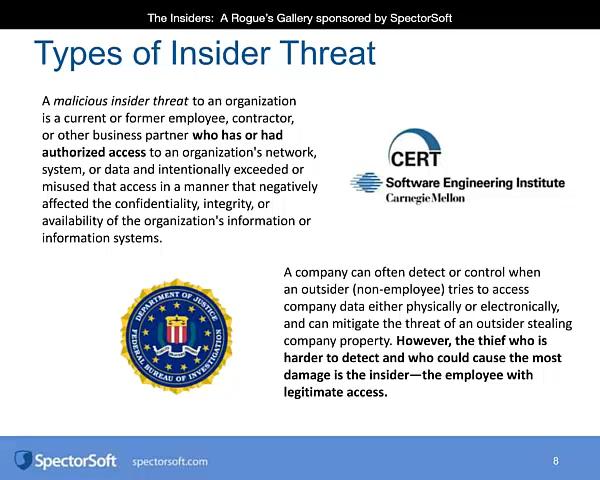 The Insiders:  A Rogue's Gallery sponsored by SpectorSoft
Types of Insider Threat
A malicious insider threat to an organization
is a current or former employee, contractor,
or other business partner who has or had
authorized access to an organization's network,
system, or data and intentionally exceeded or
misused that access in a manner that negatively
affected the confidentiality, integrity, or
availability of the organization's information or
information systems.
CERT
Software Engineering Institute
CarnegieMellon
DEPARTMENT OF JUSTICE
FEDERAL BUREAU OF INVESTIGATION
A company can often detect or control when
an outsider (non-employee) tries to access
company data either physically or electronically,
and can mitigate the threat of an outsider stealing
company property. However, the thief who is
harder to detect and who could cause the most
damage is the insider—the employee with
legitimate access.
SpectorSoft
spectorsoft.com
8